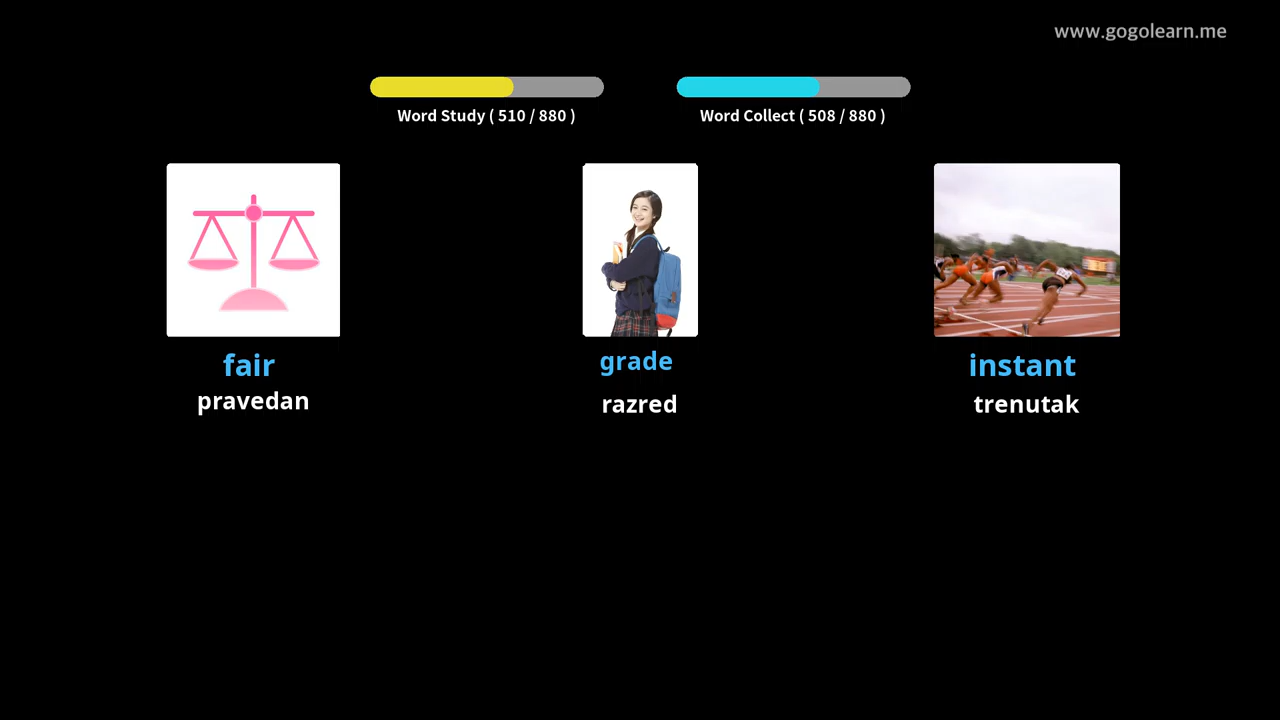 www.gogolearn.me
Word Study ( 510 / 880 )
Word Collect ( 508 / 880 )
fair
pravedan
grade
razred
instant
trenutak